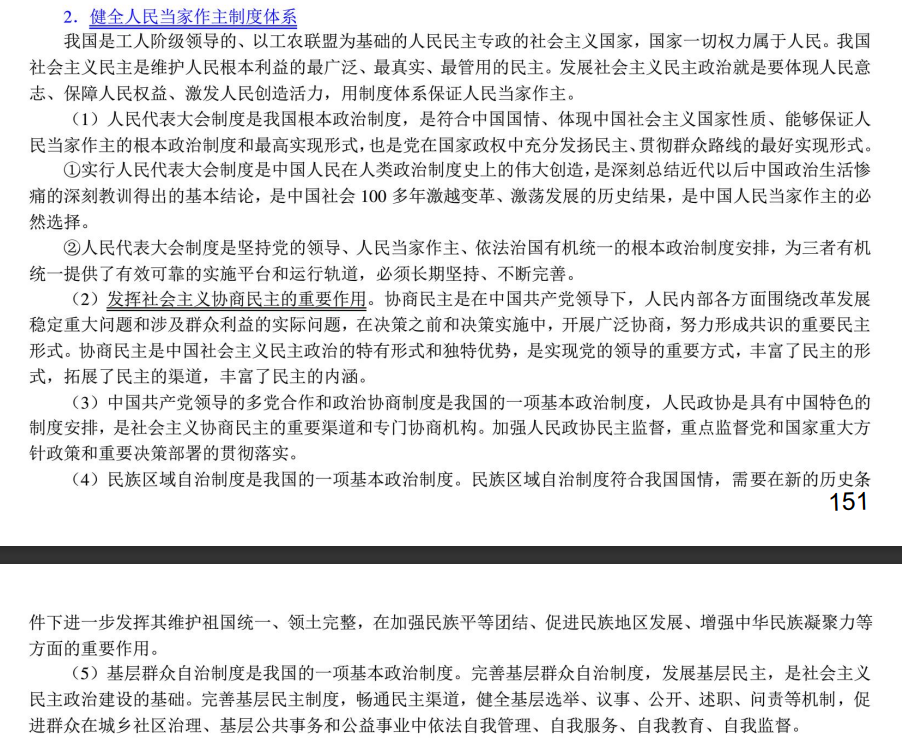 2．健全人民当家作主制度体系
我国是工人阶级领导的、以工农联盟为基础的人民民主专政的社会主义国家，国家一切权力属于人民。我国
社会主义民主是维护人民根本利益的最广泛、最真实、最管用的民主。发展社会主义民主政治就是要体现人民意
志、保障人民权益、激发人民创造活力，用制度体系保证人民当家作主。
（1）人民代表大会制度是我国根本政治制度，是符合中国国情、体现中国社会主义国家性质、能够保证人
民当家作主的根本政治制度和最高实现形式，也是党在国家政权中充分发扬民主、贯彻群众路线的最好实现形式。
①实行人民代表大会制度是中国人民在人类政治制度史上的伟大创造，是深刻总结近代以后中国政治生活惨
痛的深刻教训得出的基本结论，是中国社会 100 多年激越变革、激荡发展的历史结果，是中国人民当家作主的必
然选择。
②人民代表大会制度是坚持党的领导、人民当家作主、依法治国有机统一的根本政治制度安排，为三者有机
统一提供了有效可靠的实施平台和运行轨道，必须长期坚持、不断完善。
（2）发挥社会主义协商民主的重要作用。协商民主是在中国共产党领导下，人民内部各方面围绕改革发展
稳定重大问题和涉及群众利益的实际问题，在决策之前和决策实施中，开展广泛协商，努力形成共识的重要民主
形式。协商民主是中国社会主义民主政治的特有形式和独特优势，是实现党的领导的重要方式，丰富了民主的形
式，拓展了民主的渠道，丰富了民主的内涵。
（3）中国共产党领导的多党合作和政治协商制度是我国的一项基本政治制度，人民政协是具有中国特色的
制度安排，是社会主义协商民主的重要渠道和专门协商机构。加强人民政协民主监督，重点监督党和国家重大方
针政策和重要决策部署的贯彻落实。
（4）民族区域自治制度是我国的一项基本政治制度。民族区域自治制度符合我国国情，需要在新的历史条
151
件下进一步发挥其维护祖国统一、领土完整，在加强民族平等团结、促进民族地区发展、增强中华民族凝聚力等
方面的重要作用。
（5）基层群众自治制度是我国的一项基本政治制度。完善基层群众自治制度，发展基层民主，是社会主义
民主政治建设的基础。完善基层民主制度，畅通民主渠道，健全基层选举、议事、公开、述职、问责等机制，促
进群众在城乡社区治理、基层公共事务和公益事业中依法自我管理、自我服务、自我教育、自我监督。